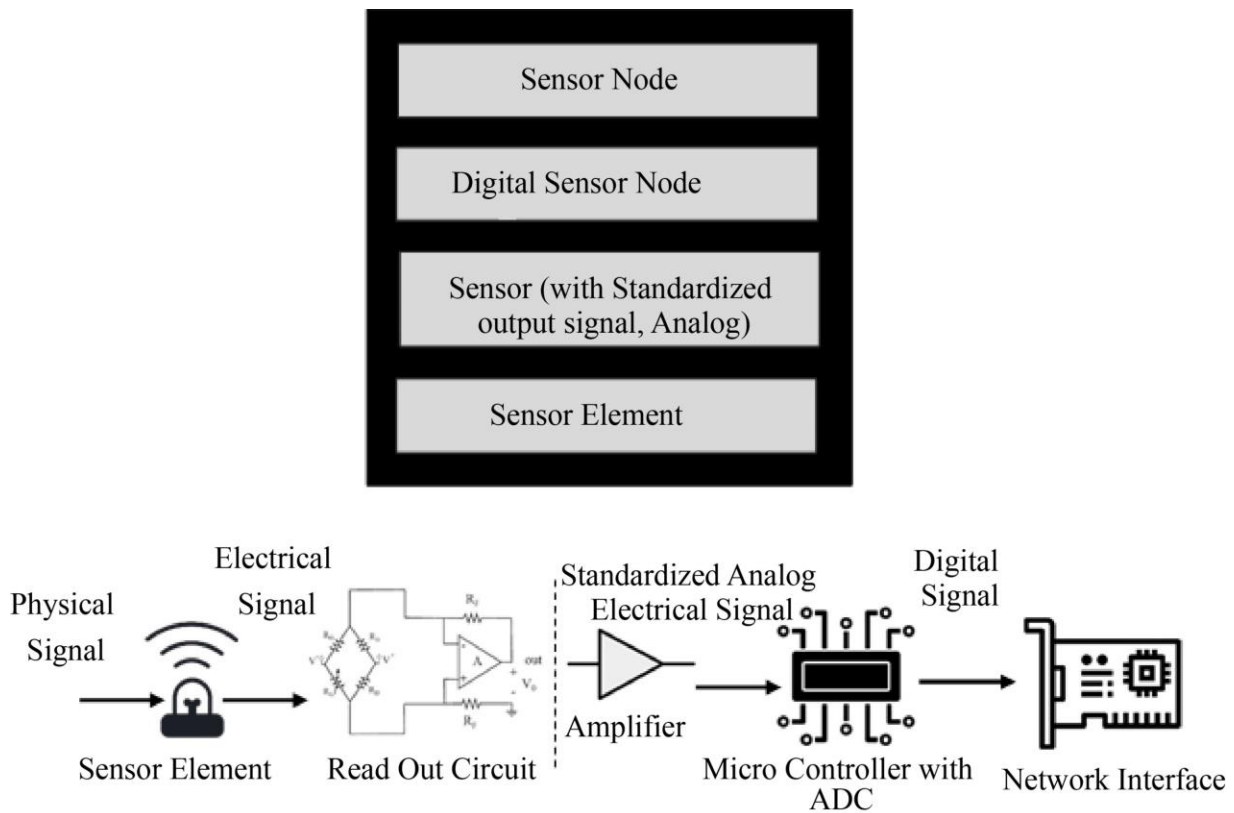 Sensor Node
Digital Sensor Node
Sensor (with Standardized
output signal, Analog)
Sensor Element
Physical
Signal
Electrical
Signal
Standardized Analog
Electrical Signal
Digital
Signal
A
out
Sensor Element
Read Out Circuit
Amplifier
Micro Controller with
ADC
Network Interface